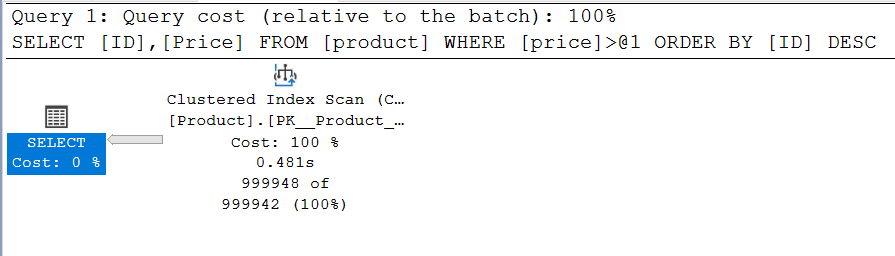 Query 1: Query cost (relative to the batch): 100%
SELECT [ID],[Price] FROM [product] WHERE [price]>@1 ORDER BY [ID] DESC
Clustered Index Scan (C…
[Product].[PK__Product_…
SELECT
Cost: 0 %
Cost: 100 %
0.481s
999948 of
999942 (100%)